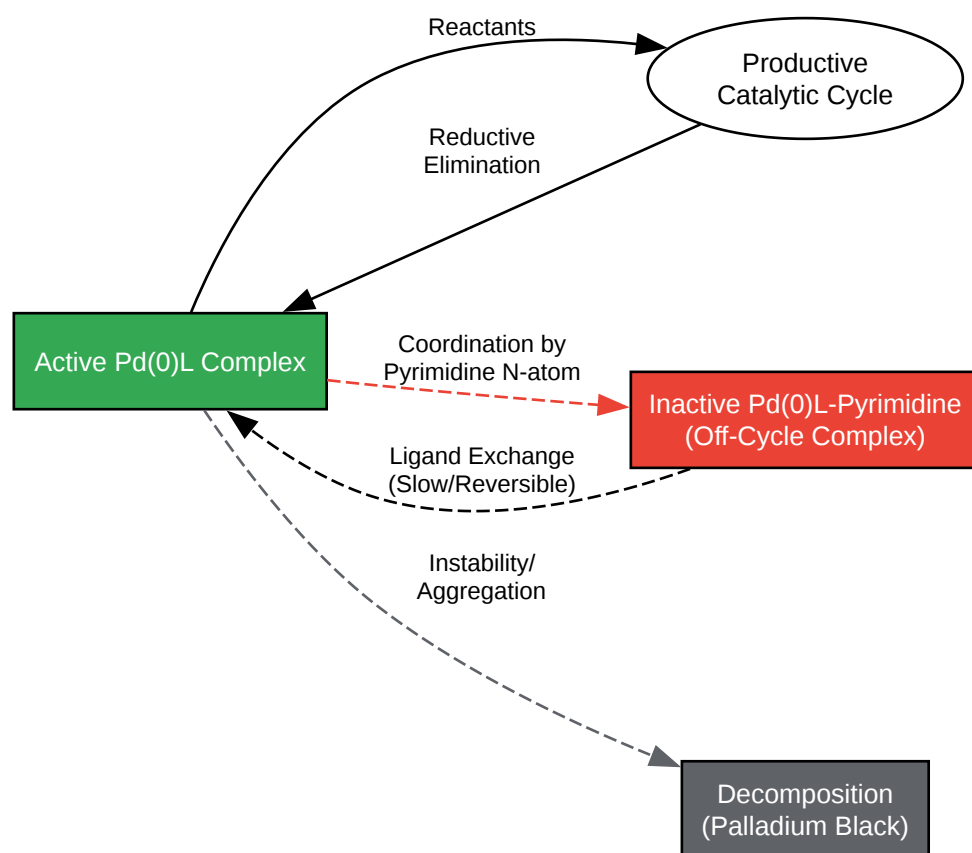 Reactants
Productive
Catalytic Cycle
Reductive
Elimination
Active Pd(0)L Complex
Coordination by
Pyrimidine N-atom
Inactive Pd(0)L-Pyrimidine
(Off-Cycle Complex)
Ligand Exchange
(Slow/Reversible)
Instability/
Aggregation
Decomposition
(Palladium Black)